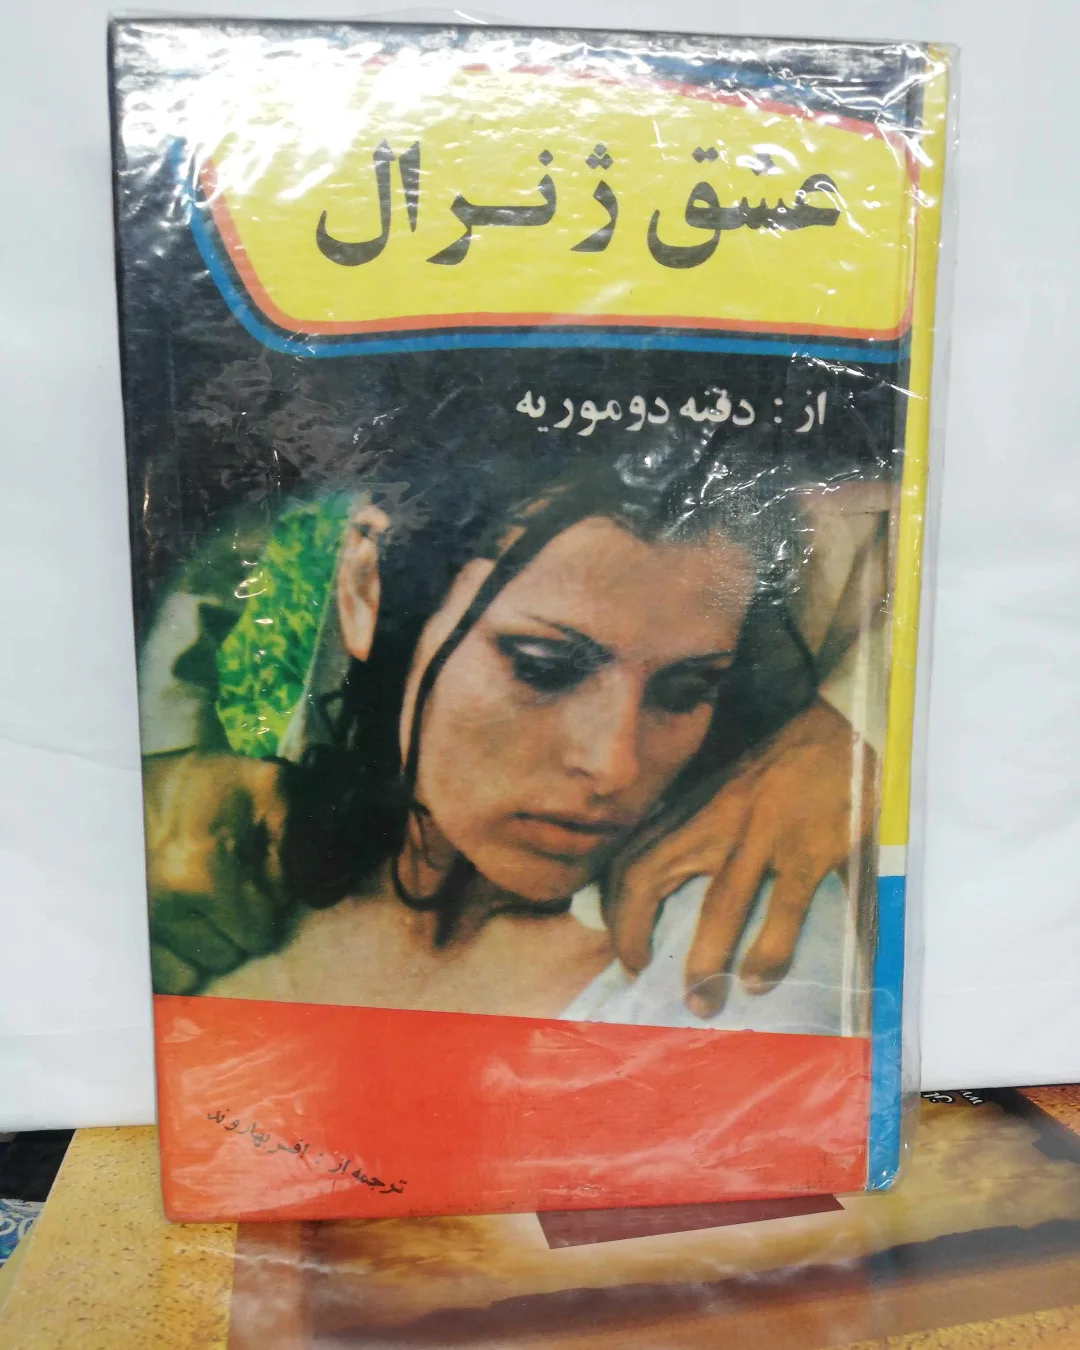 عشق ژنرال
از : دفنه دوموریه
ترجمه از : افسر بهاروند